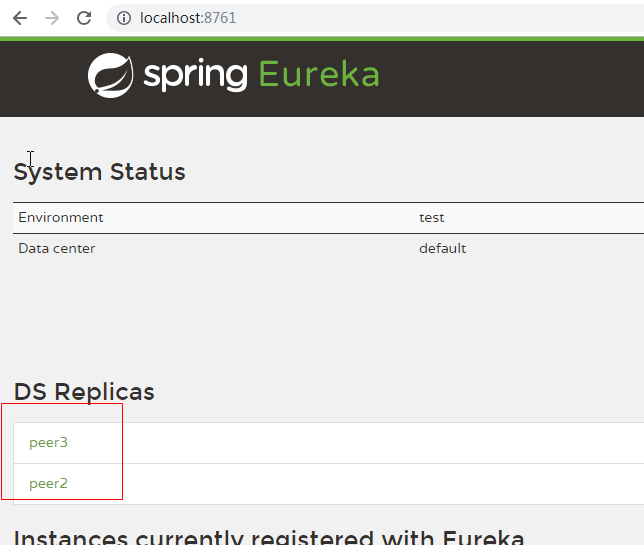 localhost:8761
spring Eureka
System Status
Environment test
Data center default
DS Replicas
peer3
peer2
Instances currently registered with Eureka